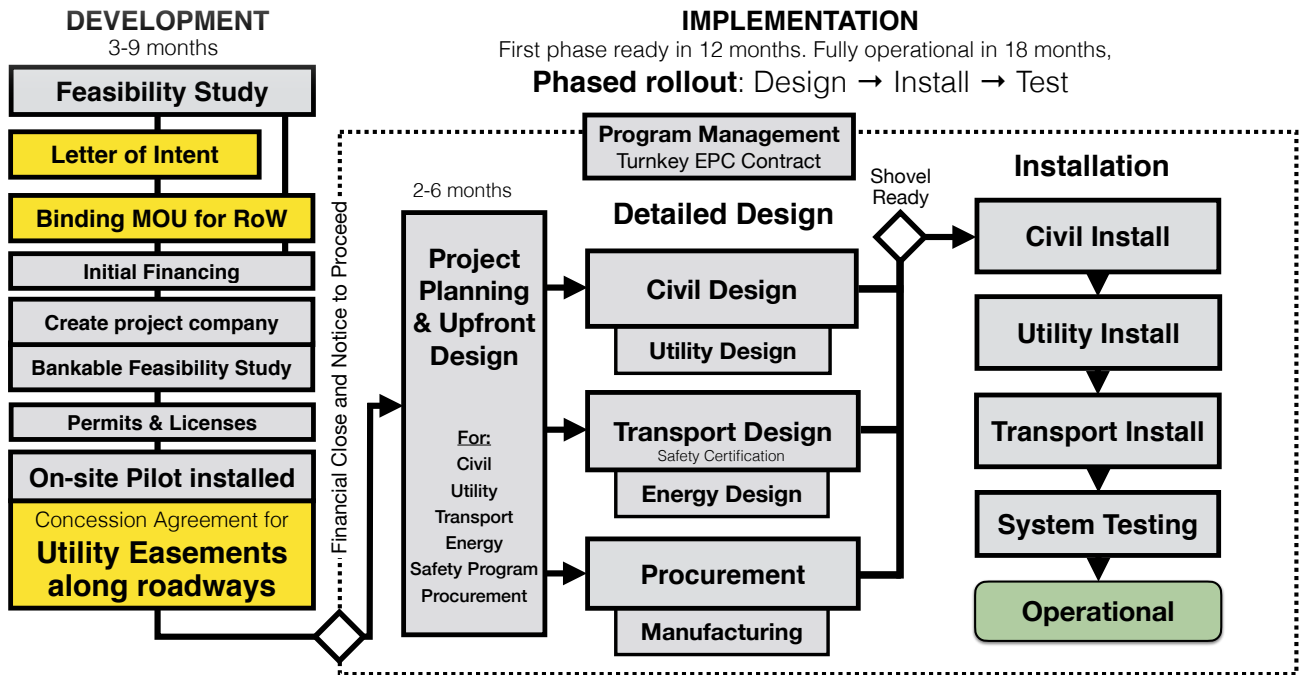 DEVELOPMENT
3-9 months
Feasibility Study
Letter of Intent
Binding MOU for RoW
Initial Financing
Create project company
Bankable Feasibility Study
Permits & Licenses
On-site Pilot installed
Concession Agreement for
Utility Easements
along roadways
Financial Close and Notice to Proceed
IMPLEMENTATION
First phase ready in 12 months. Fully operational in 18 months,
Phased rollout: Design → Install → Test
Program Management
Turnkey EPC Contract
2-6 months
Project
Planning
& Upfront
Design
For:
Civil
Utility
Transport
Energy
Safety Program
Procurement
Detailed Design
Civil Design
Utility Design
Transport Design
Safety Certification
Energy Design
Procurement
Manufacturing
Shovel
Ready
Installation
Civil Install
Utility Install
Transport Install
System Testing
Operational